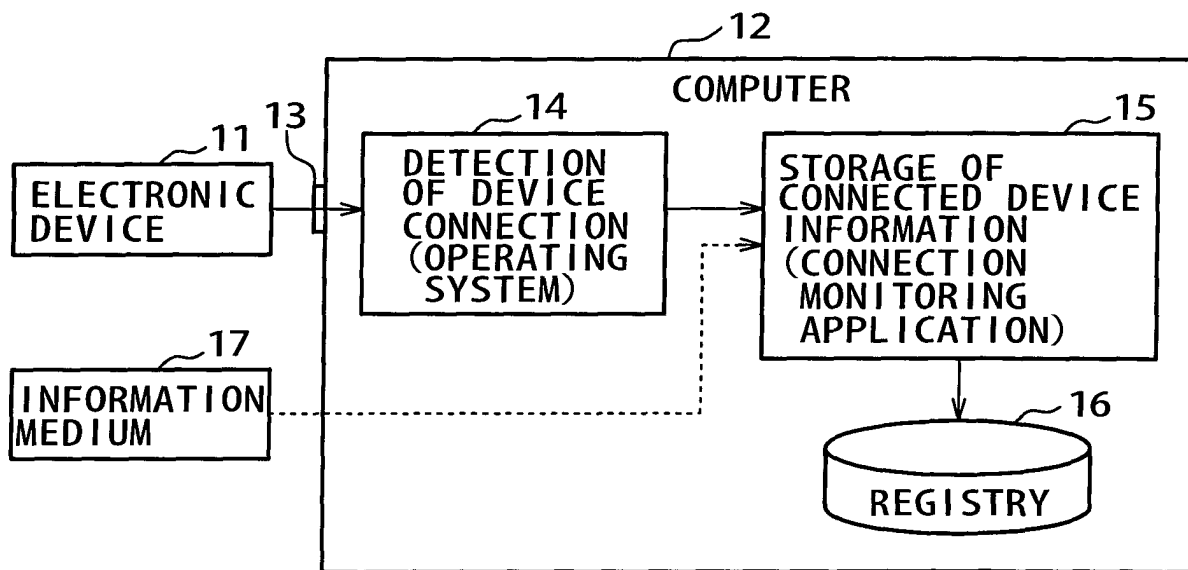 12
COMPUTER
11
ELECTRONIC
DEVICE
13
14
DETECTION
OF DEVICE
CONNECTION
(OPERATING
SYSTEM)
15
STORAGE OF
CONNECTED DEVICE
INFORMATION
(CONNECTION
MONITORING
APPLICATION)
17
INFORMATION
MEDIUM
16
REGISTRY